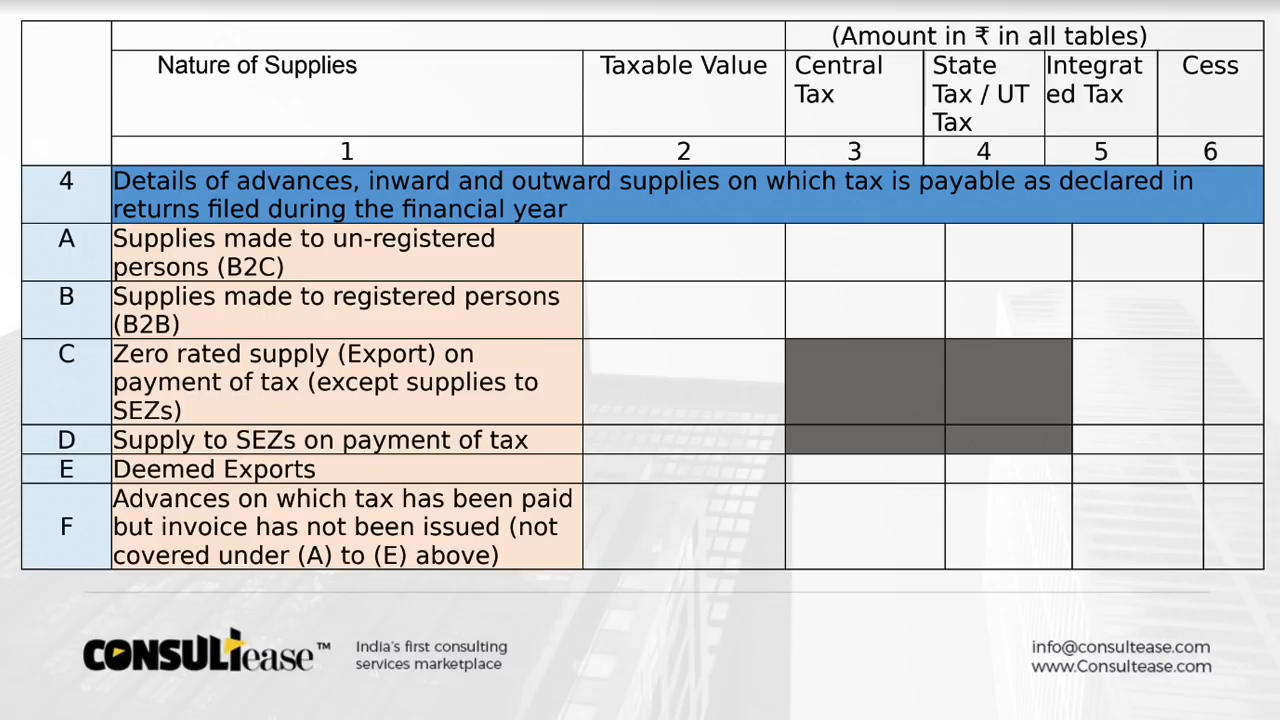 (Amount in ₹ in all tables)
Nature of Supplies
Taxable Value
Central
Tax
State
Tax / UT
Tax
Integrat
ed Tax
Cess
1
2
3
4
5
6
4
Details of advances, inward and outward supplies on which tax is payable as declared in
returns filed during the financial year
A
Supplies made to un-registered
persons (B2C)
B
Supplies made to registered persons
(B2B)
C
Zero rated supply (Export) on
payment of tax (except supplies to
SEZs)
D
Supply to SEZs on payment of tax
E
Deemed Exports
F
Advances on which tax has been paid
but invoice has not been issued (not
covered under (A) to (E) above)
CONSULTease™
India's first consulting
services marketplace
info@consultease.com
www.Consultease.com